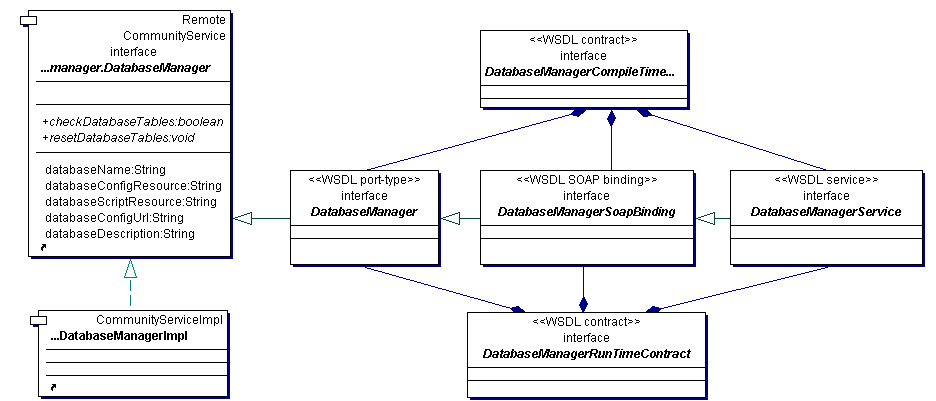 Remote
CommunityService
interface
...manager.DatabaseManager
+checkDatabaseTables:boolean
+resetDatabaseTables:void
databaseName:String
databaseConfigResource:String
databaseScriptResource:String
databaseConfigUrl:String
databaseDescription:String
CommunityServiceImpl
...DatabaseManagerImpl
<<WSDL contract>>
interface
DatabaseManagerCompileTime...
<<WSDL port-type>>
interface
DatabaseManager
<<WSDL SOAP binding>>
interface
DatabaseManagerSoapBinding
<<WSDL service>>
interface
DatabaseManagerService
<<WSDL contract>>
interface
DatabaseManagerRunTimeContract